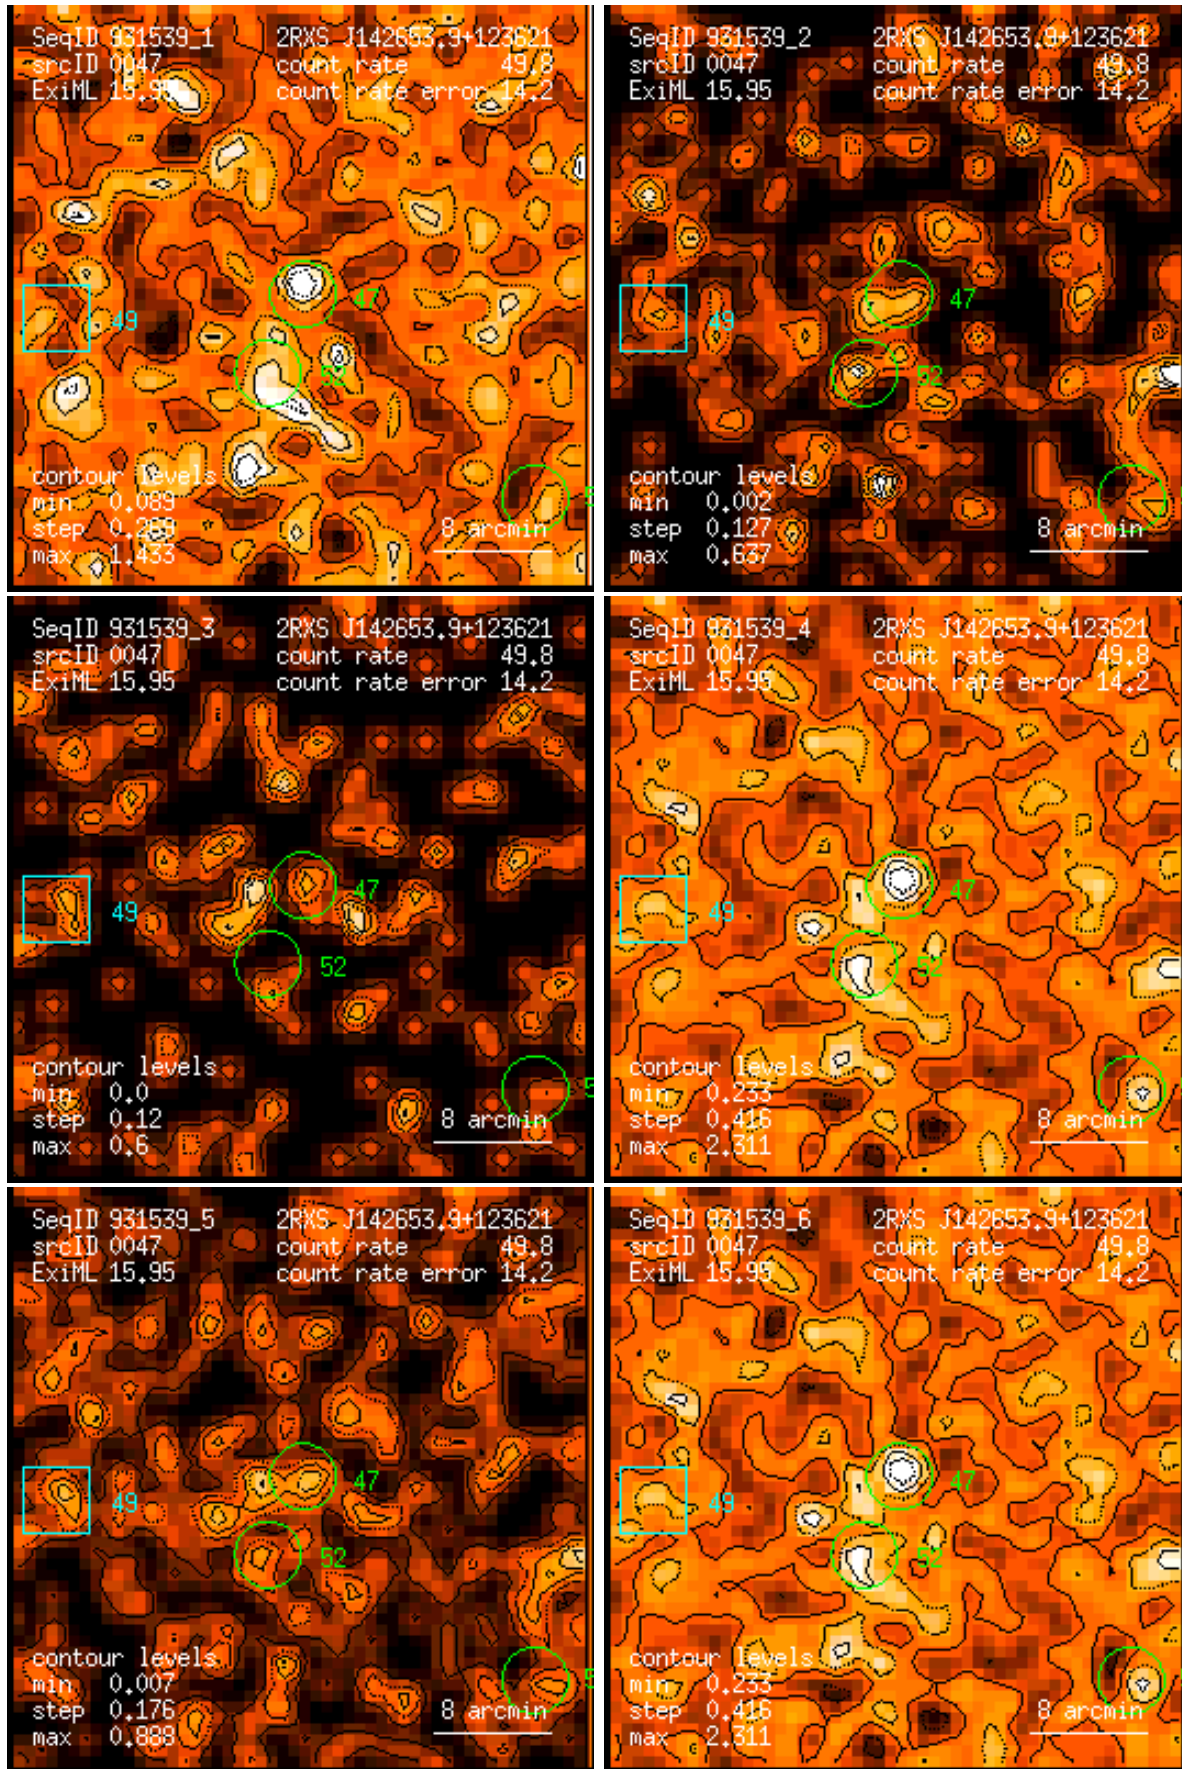 SeqID 931539_1 2RXS J142653.9+123621
srcID 0047 count rate 49.8
ExiML 15.95 count rate error 14.2
47
49
52
contour levels
min 0.089
step 0.269 8 arcmin
max 1.433
SeqID 931539_2 2RXS J142653.9+123621
srcID 0047 count rate 49.8
ExiML 15.95 count rate error 14.2
47
49
52
contour levels
min 0.002
step 0.127 8 arcmin
max 0.637
SeqID 931539_3 2RXS J142653.9+123621
srcID 0047 count rate 49.8
ExiML 15.95 count rate error 14.2
47
49
52
contour levels
min 0.0
step 0.12 8 arcmin
max 0.6
SeqID 931539_4 2RXS J142653.9+123621
srcID 0047 count rate 49.8
ExiML 15.95 count rate error 14.2
47
49
52
contour levels
min 0.233
step 0.416 8 arcmin
max 2.311
SeqID 931539_5 2RXS J142653.9+123621
srcID 0047 count rate 49.8
ExiML 15.95 count rate error 14.2
47
49
52
contour levels
min 0.007
step 0.176 8 arcmin
max 0.888
SeqID 931539_6 2RXS J142653.9+123621
srcID 0047 count rate 49.8
ExiML 15.95 count rate error 14.2
47
49
52
contour levels
min 0.233
step 0.416 8 arcmin
max 2.311